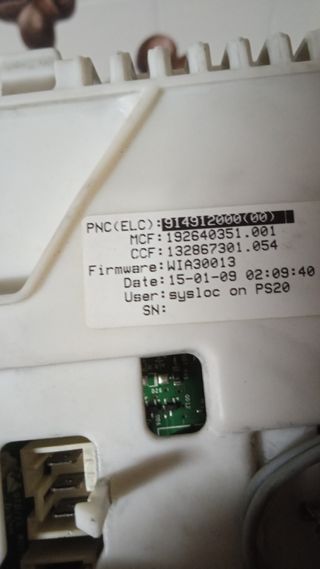 PNC(ELC):914912000(00)
MCF:192640351.001
CCF:132867301.054
Firmware:WIA30013
Date:15-01-09 02:09:40
User:sysloc on PS20
SN: